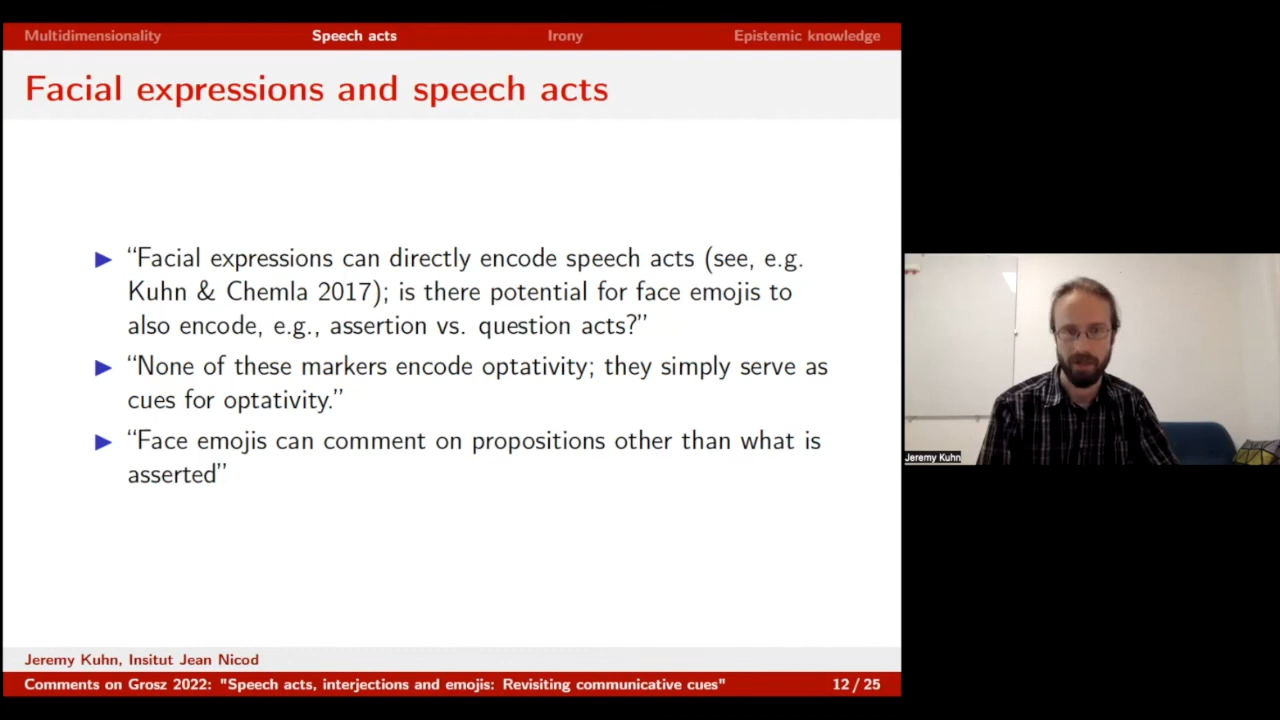 Multidimensionality Speech acts Irony Epistemic knowledge
Facial expressions and speech acts
“Facial expressions can directly encode speech acts (see, e.g.
Kuhn & Chemla 2017); is there potential for face emojis to
also encode, e.g., assertion vs. question acts?”
“None of these markers encode optativity; they simply serve as
cues for optativity.”
“Face emojis can comment on propositions other than what is
asserted”
Jeremy Kuhn
Jeremy Kuhn, Insitut Jean Nicod
Comments on Grosz 2022: "Speech acts, interjections and emojis: Revisiting communicative cues" 12 / 25